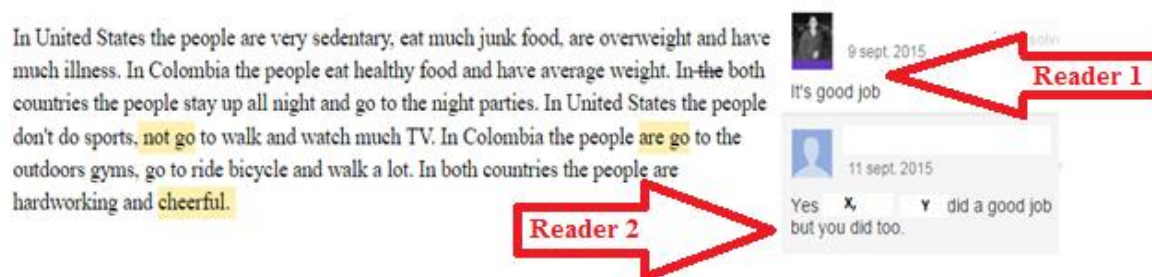 In United States the people are very sedentary, eat much junk food, are overweight and have
much illness. In Colombia the people eat healthy food and have average weight. In the both
countries the people stay up all night and go to the night parties. In United States the people
don't do sports, not go to walk and watch much TV. In Colombia the people are go to the
outdoors gyms, go to ride bicycle and walk a lot. In both countries the people are
hardworking and cheerful.
9 sept. 2015
Reader 1
It's good job
11 sept. 2015
Yes X, Y did a good job
but you did too.
Reader 2